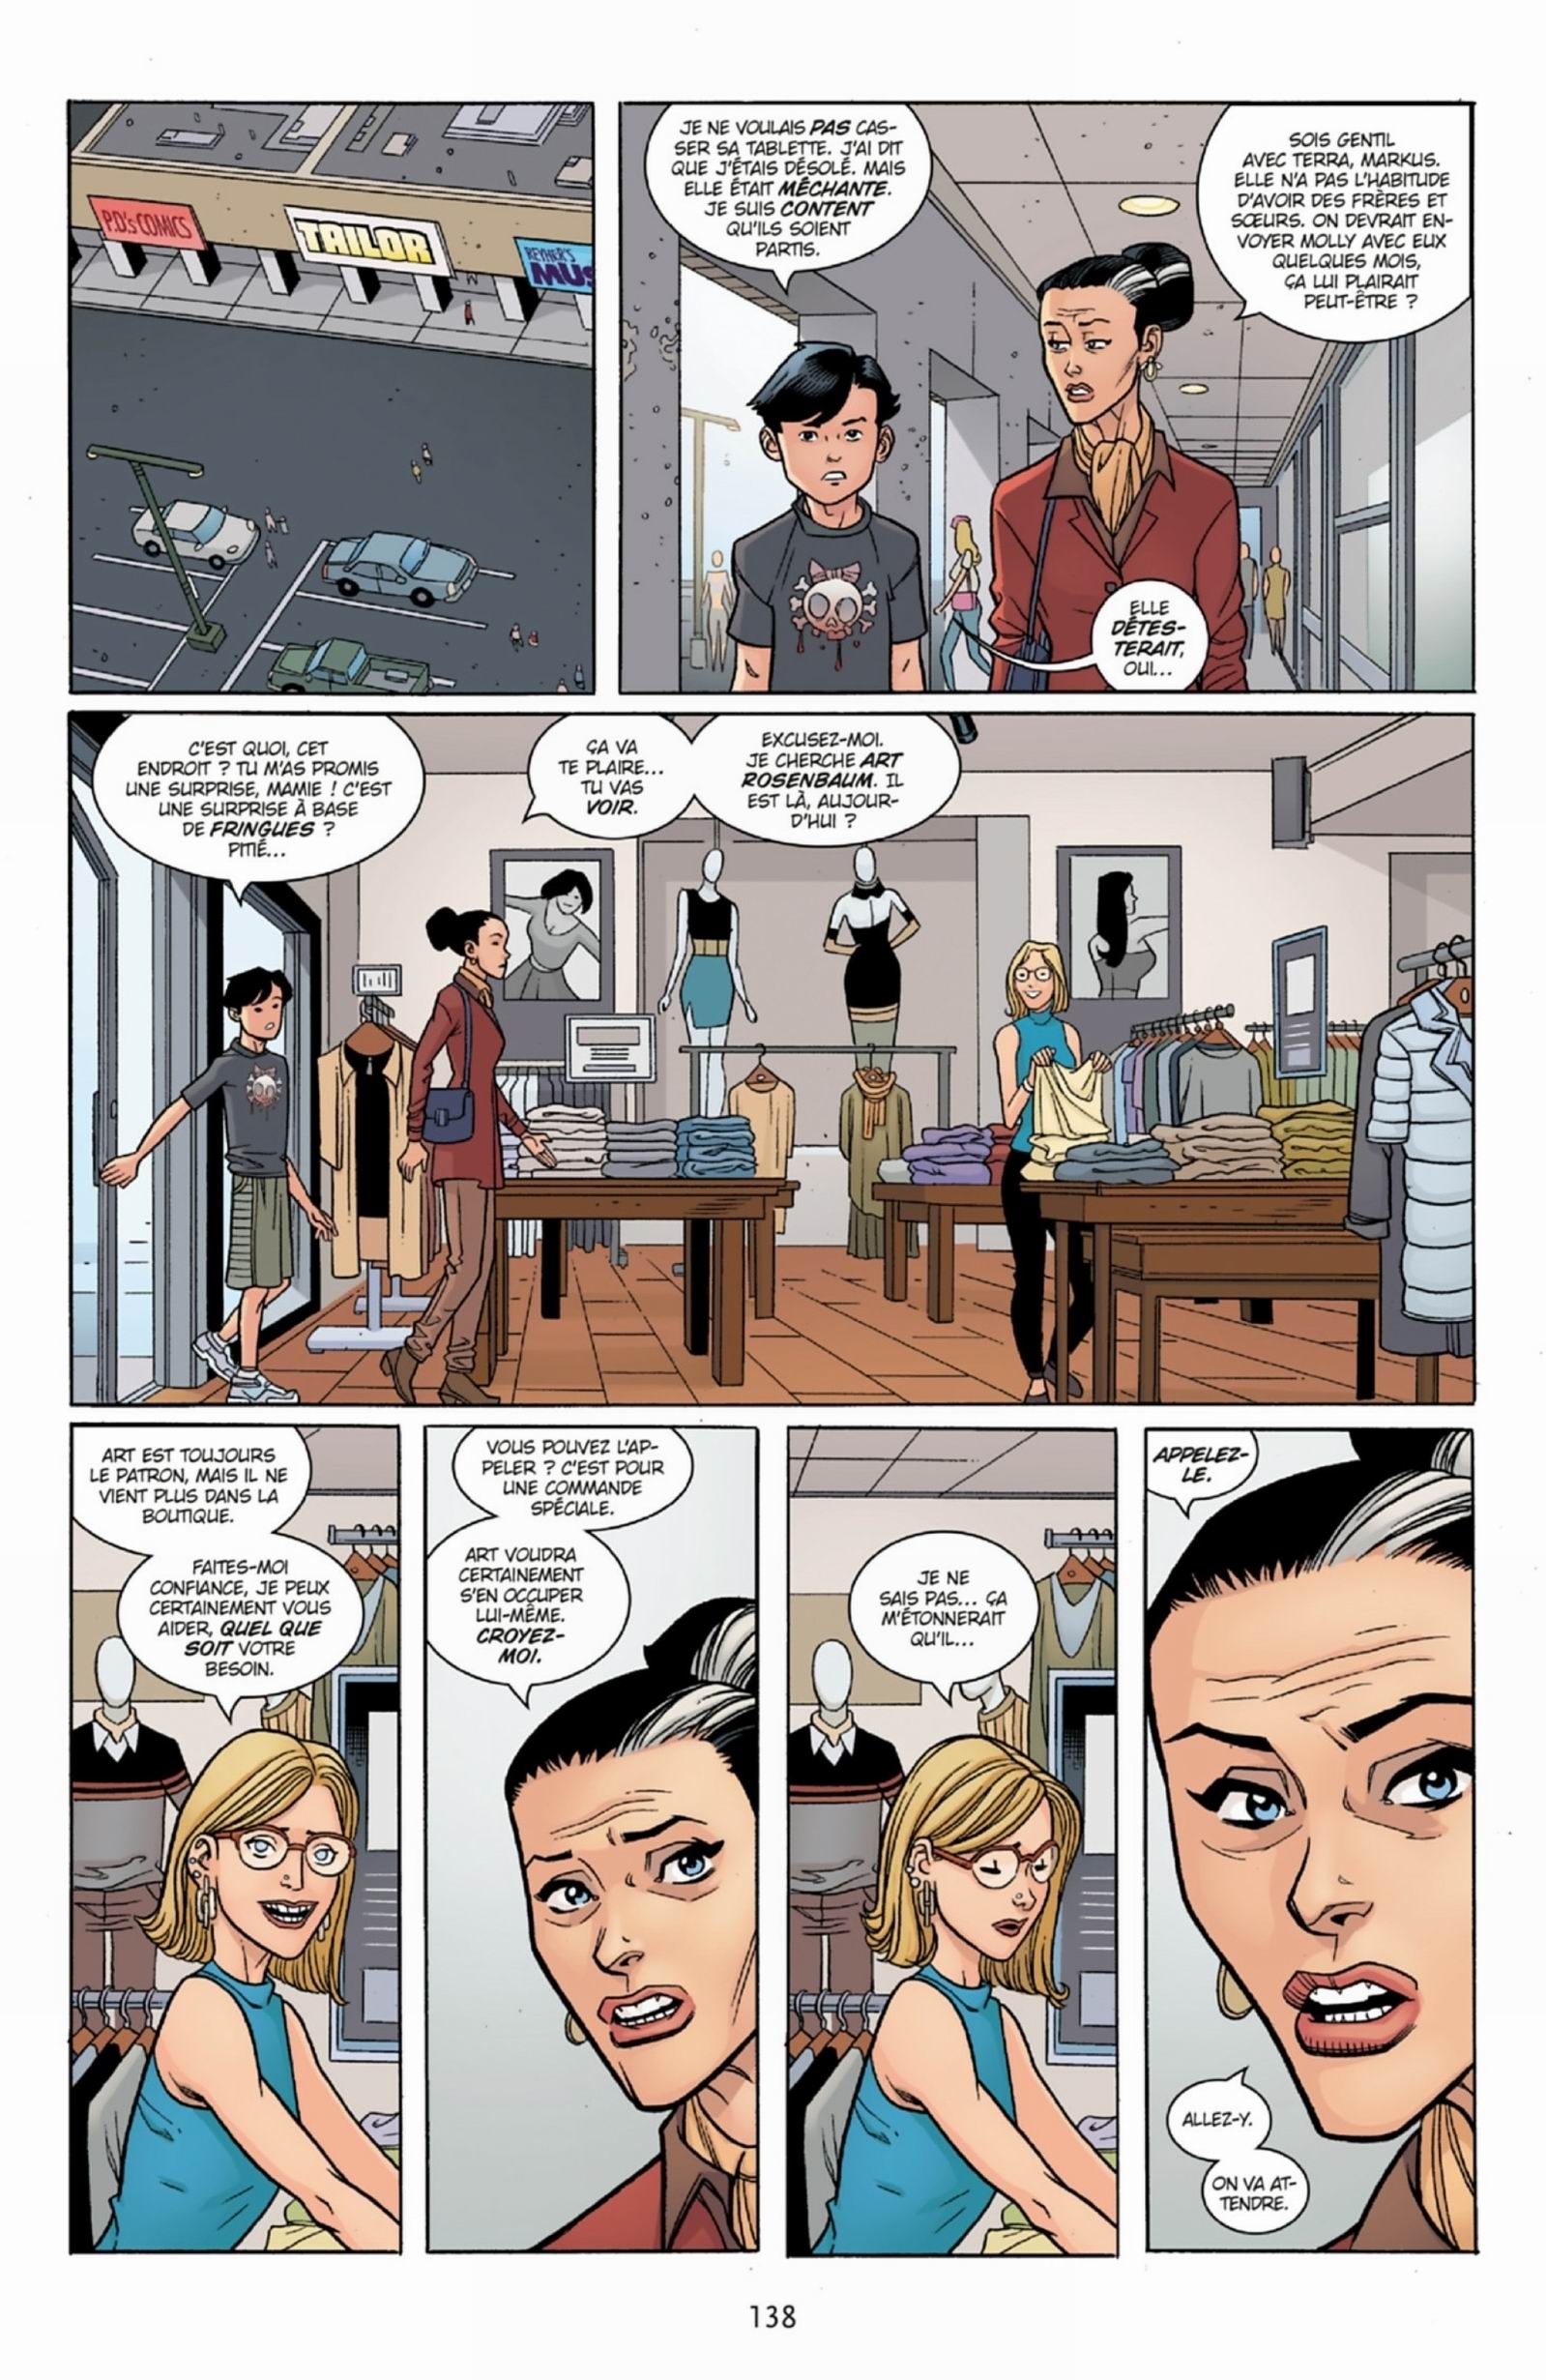 P.D.'s COMICS
TAILOR
REYHER'S
MUS
JE NE VOULAIS PAS CAS-
SER SA TABLETTE. J'AI DIT
QUE J'ÉTAIS DÉSOLÉ. MAIS
ELLE ÉTAIT MÉCHANTE.
JE SUIS CONTENT
QU'ILS SOIENT
PARTIS.
SOIS GENTIL
AVEC TERRA, MARKUS.
ELLE N'A PAS L'HABITUDE
D'AVOIR DES FRÈRES ET
SŒURS. ON DEVRAIT EN-
VOYER MOLLY AVEC EUX
QUELQUES MOIS,
ÇA LUI PLAIRAIT
PEUT-ÊTRE ?
ELLE
DÉTES-
TERAIT,
OUI...
C'EST QUOI, CET
ENDROIT ? TU M'AS PROMIS
UNE SURPRISE, MAMIE ! C'EST
UNE SURPRISE À BASE
DE FRINGUES ?
PITIÉ...
ÇA VA
TE PLAIRE...
TU VAS
VOIR.
EXCUSEZ-MOI.
JE CHERCHE ART
ROSENBAUM. IL
EST LÀ, AUJOUR-
D'HUI ?
ART EST TOUJOURS
LE PATRON, MAIS IL NE
VIENT PLUS DANS LA
BOUTIQUE.
FAITES-MOI
CONFIANCE, JE PEUX
CERTAINEMENT VOUS
AIDER, QUEL QUE
SOIT VOTRE
BESOIN.
VOUS POUVEZ L'AP-
PELER ? C'EST POUR
UNE COMMANDE
SPÉCIALE.
ART VOUDRA
CERTAINEMENT
S'EN OCCUPER
LUI-MÊME.
CROYEZ-
MOI.
JE NE
SAIS PAS... ÇA
M'ÉTONNERAIT
QU'IL...
APPELEZ-
LE.
ALLEZ-Y.
ON VA AT-
TENDRE.
138